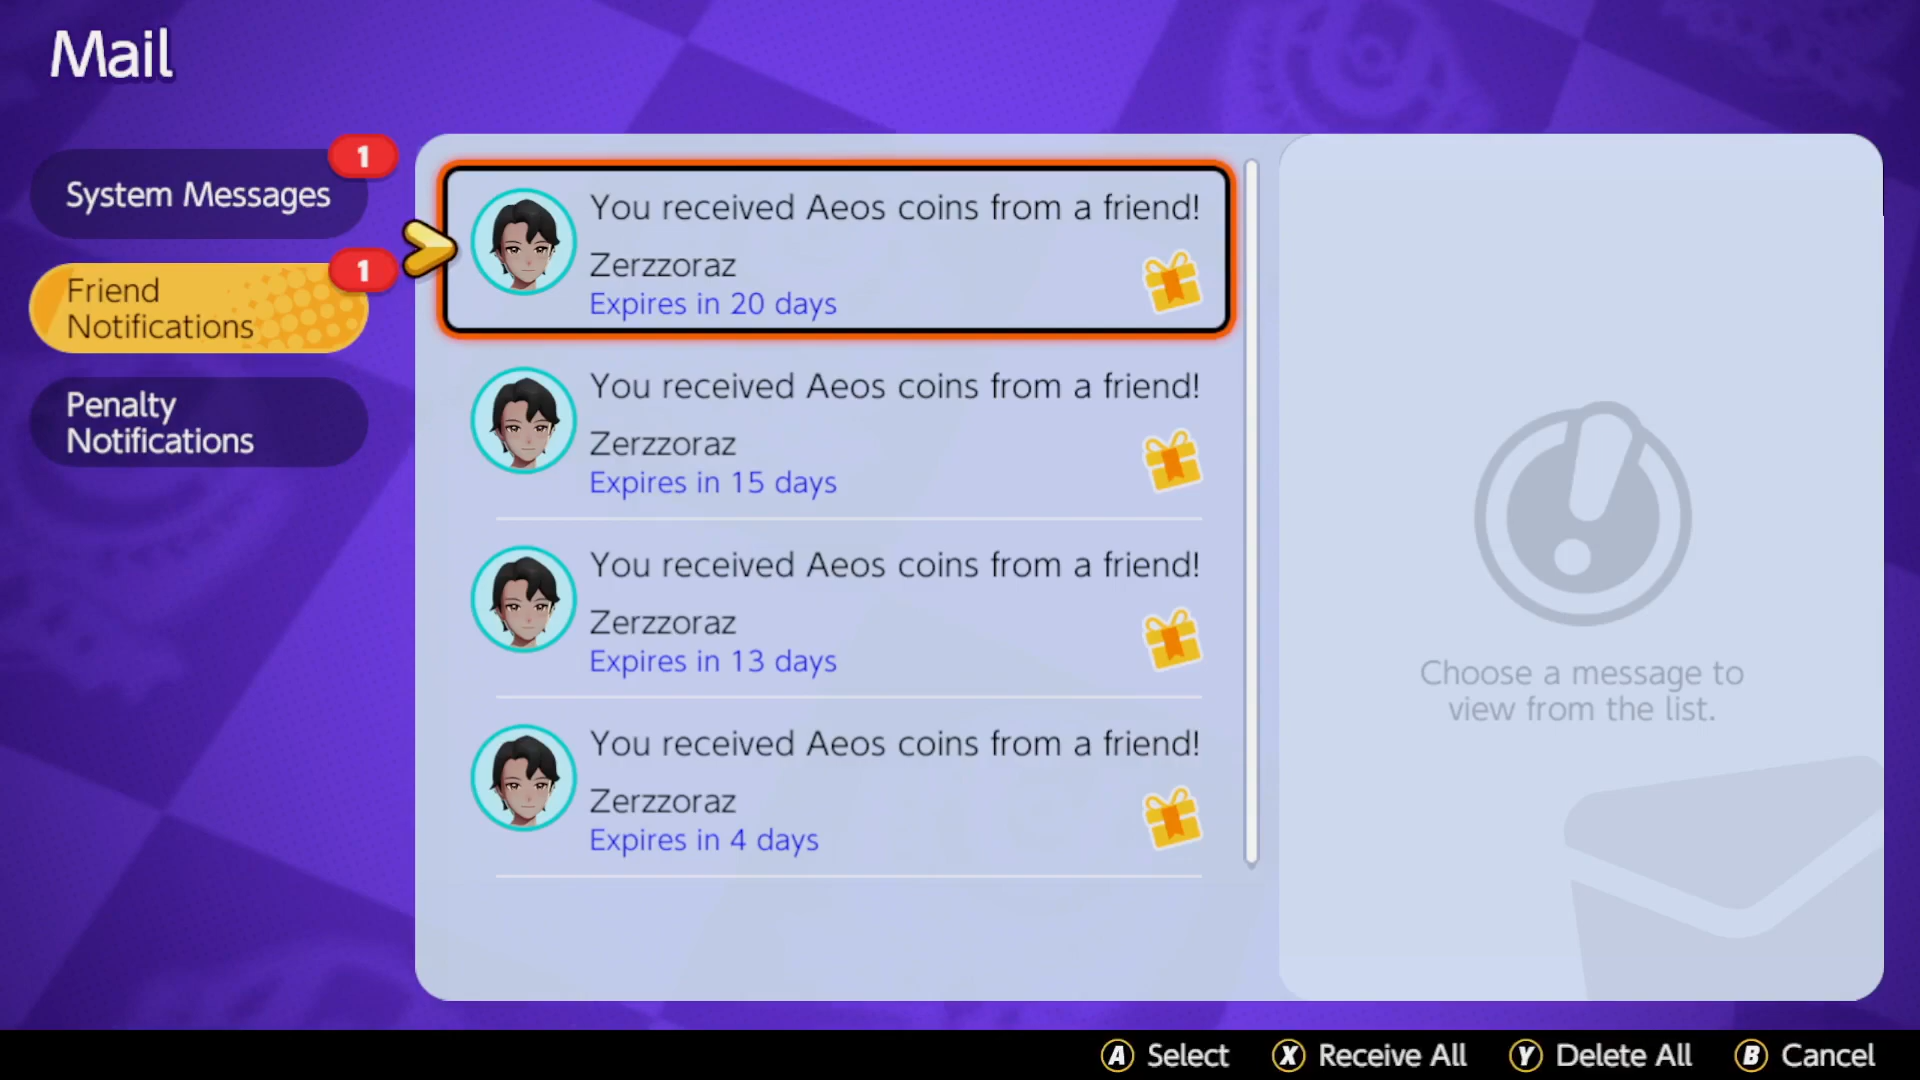 Mail
1
System Messages
1
Friend
Notifications
Penalty
Notifications
You received Aeos coins from a friend!
Zerzzoraz
Expires in 20 days
You received Aeos coins from a friend!
Zerzzoraz
Expires in 15 days
You received Aeos coins from a friend!
Zerzzoraz
Expires in 13 days
You received Aeos coins from a friend!
Zerzzoraz
Expires in 4 days
Choose a message to
view from the list.
A Select X Receive All Y Delete All B Cancel